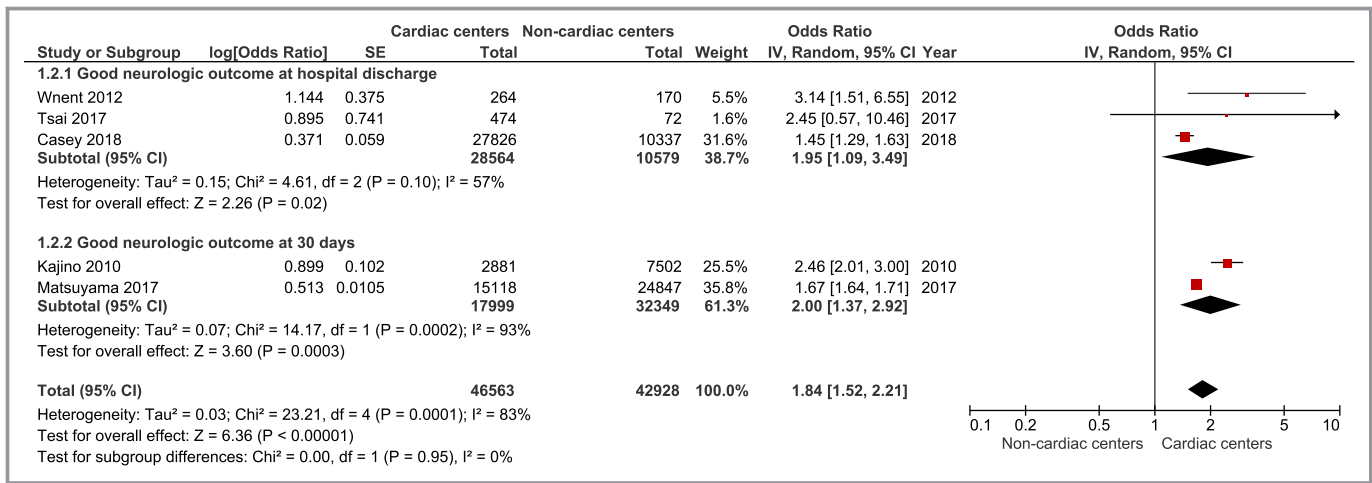 Cardiac centers Non-cardiac centers Odds Ratio Odds Ratio
Study or Subgroup log[Odds Ratio] SE Total Total Weight IV, Random, 95% CI Year IV, Random, 95% CI
1.2.1 Good neurologic outcome at hospital discharge
Wnent 2012 1.144 0.375 264 170 5.5% 3.14 [1.51, 6.55] 2012
Tsai 2017 0.895 0.741 474 72 1.6% 2.45 [0.57, 10.46] 2017
Casey 2018 0.371 0.059 27826 10337 31.6% 1.45 [1.29, 1.63] 2018
Subtotal (95% CI) 28564 10579 38.7% 1.95 [1.09, 3.49]
Heterogeneity: Tau² = 0.15; Chi² = 4.61, df = 2 (P = 0.10); I² = 57%
Test for overall effect: Z = 2.26 (P = 0.02)
1.2.2 Good neurologic outcome at 30 days
Kajino 2010 0.899 0.102 2881 7502 25.5% 2.46 [2.01, 3.00] 2010
Matsuyama 2017 0.513 0.0105 15118 24847 35.8% 1.67 [1.64, 1.71] 2017
Subtotal (95% CI) 17999 32349 61.3% 2.00 [1.37, 2.92]
Heterogeneity: Tau² = 0.07; Chi² = 14.17, df = 1 (P = 0.0002); I² = 93%
Test for overall effect: Z = 3.60 (P = 0.0003)
Total (95% CI) 46563 42928 100.0% 1.84 [1.52, 2.21]
Heterogeneity: Tau² = 0.03; Chi² = 23.21, df = 4 (P = 0.0001); I² = 83%
Test for overall effect: Z = 6.36 (P < 0.00001)
Test for subgroup differences: Chi² = 0.00, df = 1 (P = 0.95), I² = 0%
0.1 0.2 0.5 1 2 5 10
Non-cardiac centers Cardiac centers